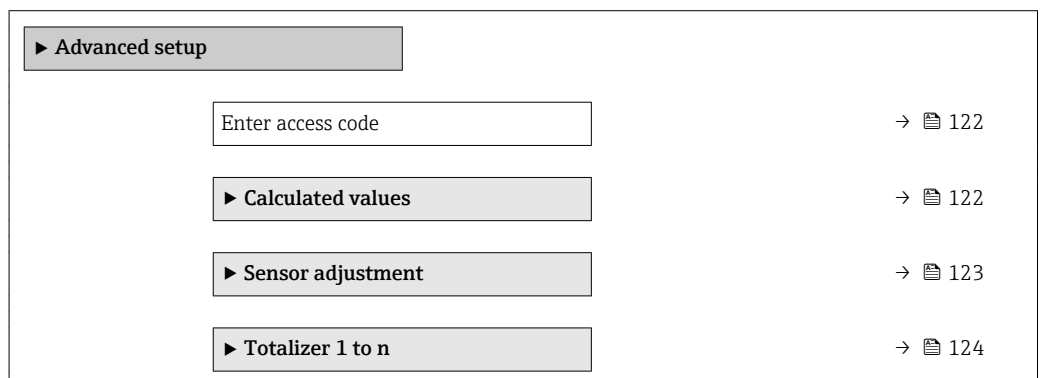 ▶ Advanced setup
Enter access code → 122
▶ Calculated values → 122
▶ Sensor adjustment → 123
▶ Totalizer 1 to n → 124